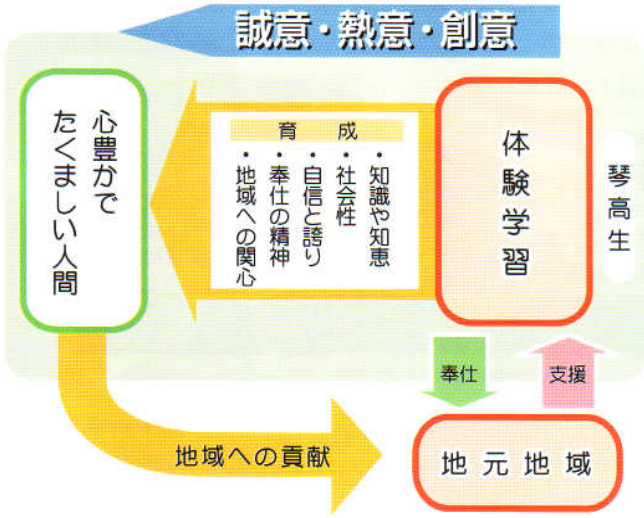 誠意・熱意・創意
琴高生
体験学習
育成
・知識や知恵
・社会性
・自信と誇り
・奉仕の精神
・地域への関心
心豊かで
たくましい人間
奉仕
支援
地域への貢献
地元地域